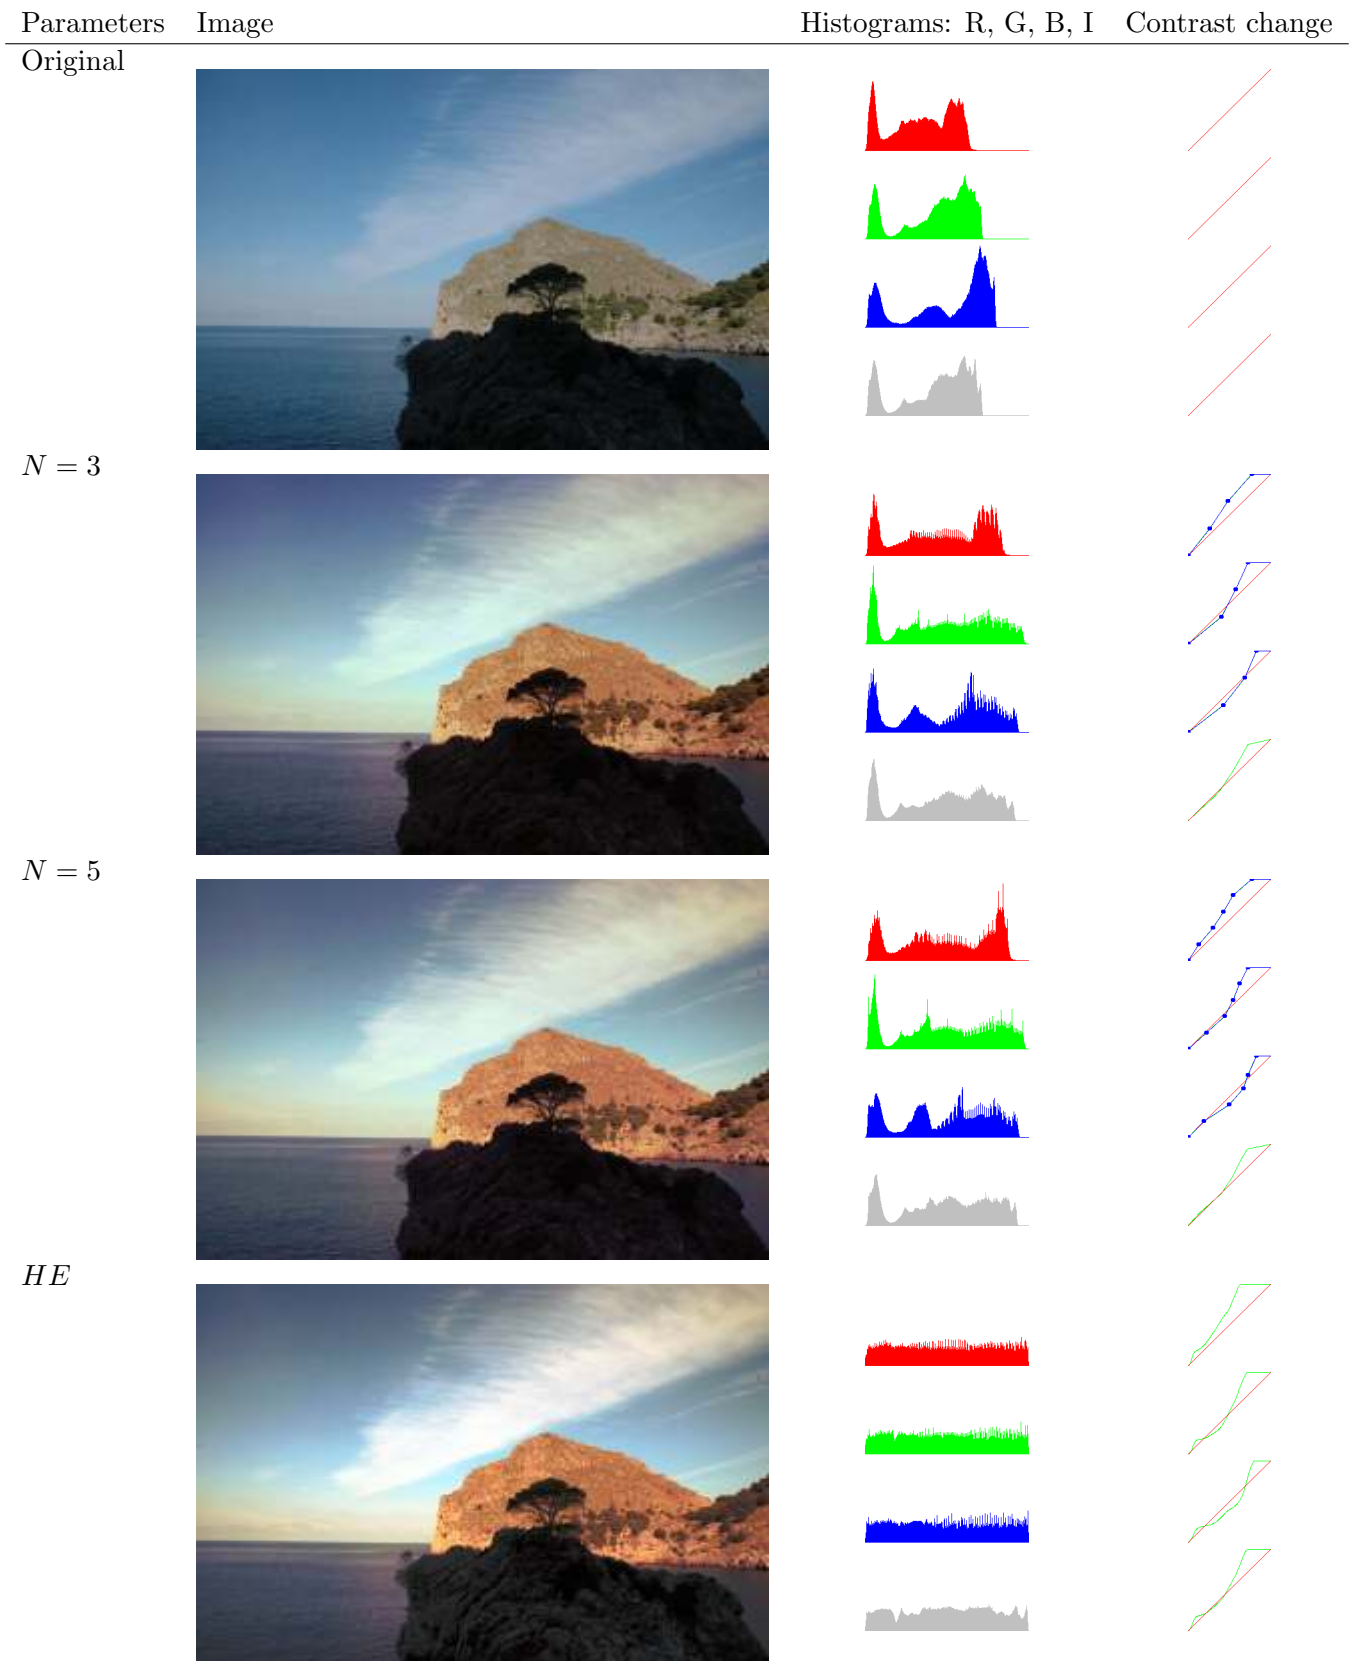 Parameters Image Histograms: R, G, B, I Contrast change
Original
N = 3
N = 5
HE